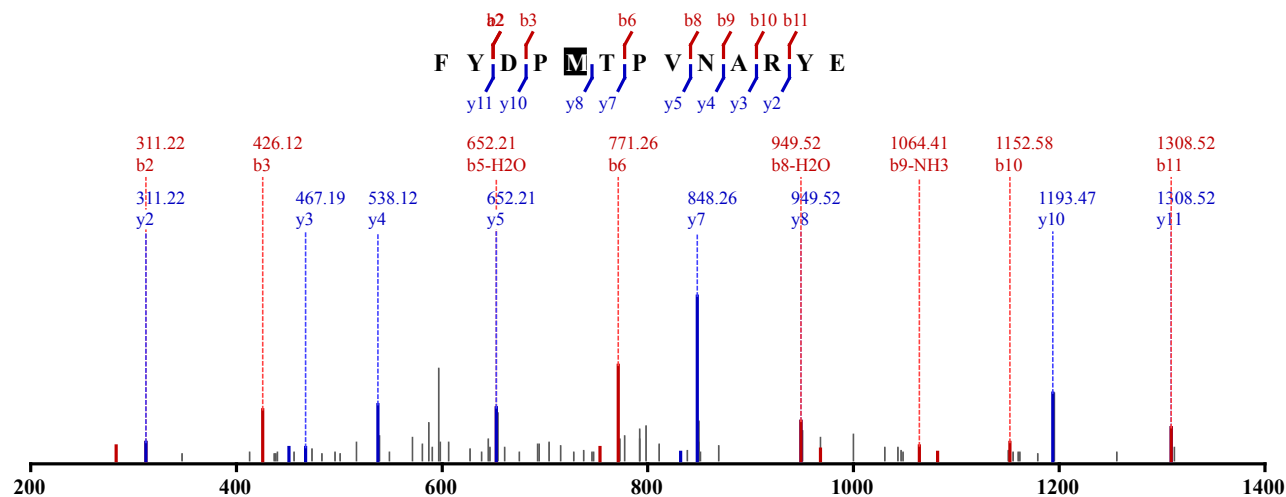 a2 b2 b3 b6 b8 b9 b10 b11
F Y D P M T P V N A R Y E
y11 y10 y8 y7 y5 y4 y3 y2
311.22 426.12 652.21 771.26 949.52 1064.41 1152.58 1308.52
b2 b3 b5-H2O b6 b8-H2O b9-NH3 b10 b11
311.22 467.19 538.12 652.21 848.26 949.52 1193.47 1308.52
y2 y3 y4 y5 y7 y8 y10 y11
200 400 600 800 1000 1200 1400